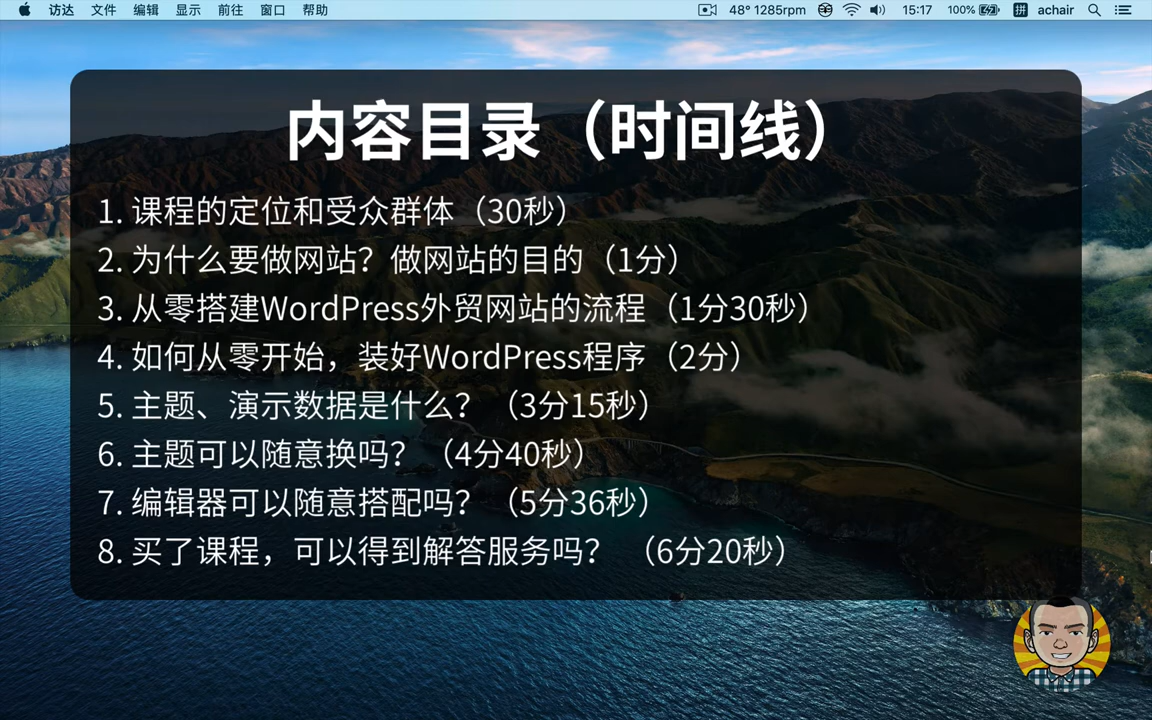 访达 文件 编辑 显示 前往 窗口 帮助 48° 1285rpm 15:17 100% 拼 achair
内容目录（时间线）
1. 课程的定位和受众群体（30秒）
2. 为什么要做网站？做网站的目的（1分）
3. 从零搭建WordPress外贸网站的流程（1分30秒）
4. 如何从零开始，装好WordPress程序（2分）
5. 主题、演示数据是什么？（3分15秒）
6. 主题可以随意换吗？（4分40秒）
7. 编辑器可以随意搭配吗？（5分36秒）
8. 买了课程，可以得到解答服务吗？（6分20秒）